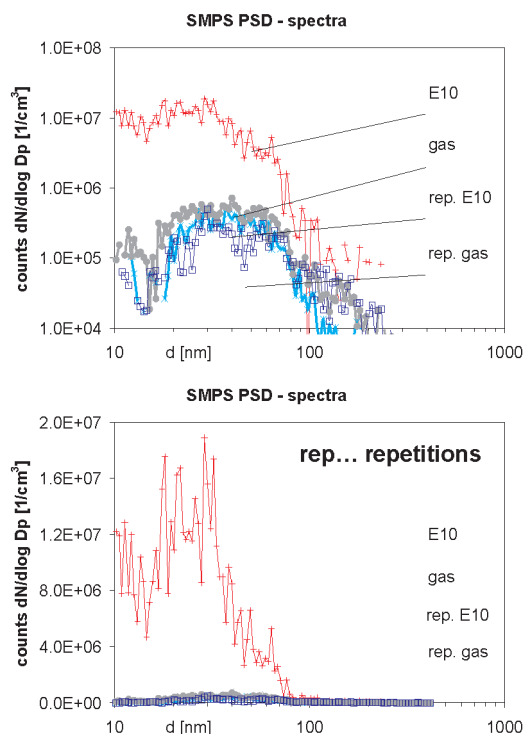 SMPS PSD - spectra
counts dN/dlog Dp [1/cm³]
1.0E+08
1.0E+07
1.0E+06
1.0E+05
1.0E+04
E10
gas
rep. E10
rep. gas
10 d [nm] 100 1000
SMPS PSD - spectra
counts dN/dlog Dp [1/cm³]
2.0E+07
1.6E+07
1.2E+07
8.0E+06
4.0E+06
0.0E+00
rep... repetitions
E10
gas
rep. E10
rep. gas
10 d [nm] 100 1000